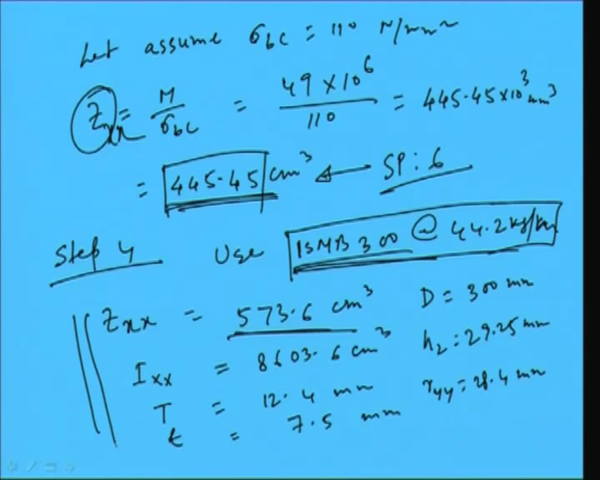 Let assume σbc = 110 N/mm²
Zxx = M/σbc = 49×10⁶/110 = 445.45×10³ mm³
= 445.45 cm³ ← SP:6
Step 4 Use ISMB 300 @ 44.2 kg/m
Zxx = 573.6 cm³ D = 300 mm
Ixx = 8603.6 cm³ h₂ = 29.25 mm
T = 12.4 mm ryy = 28.4 mm
t = 7.5 mm